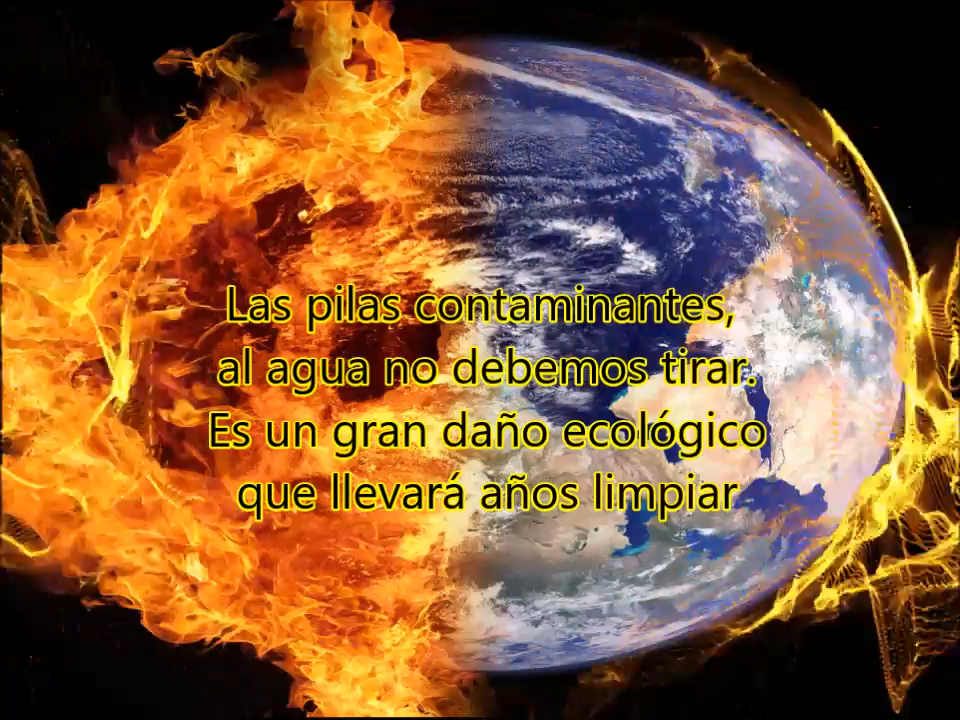 Las pilas contaminantes,
al agua no debemos tirar.
Es un gran daño ecológico
que llevará años limpiar